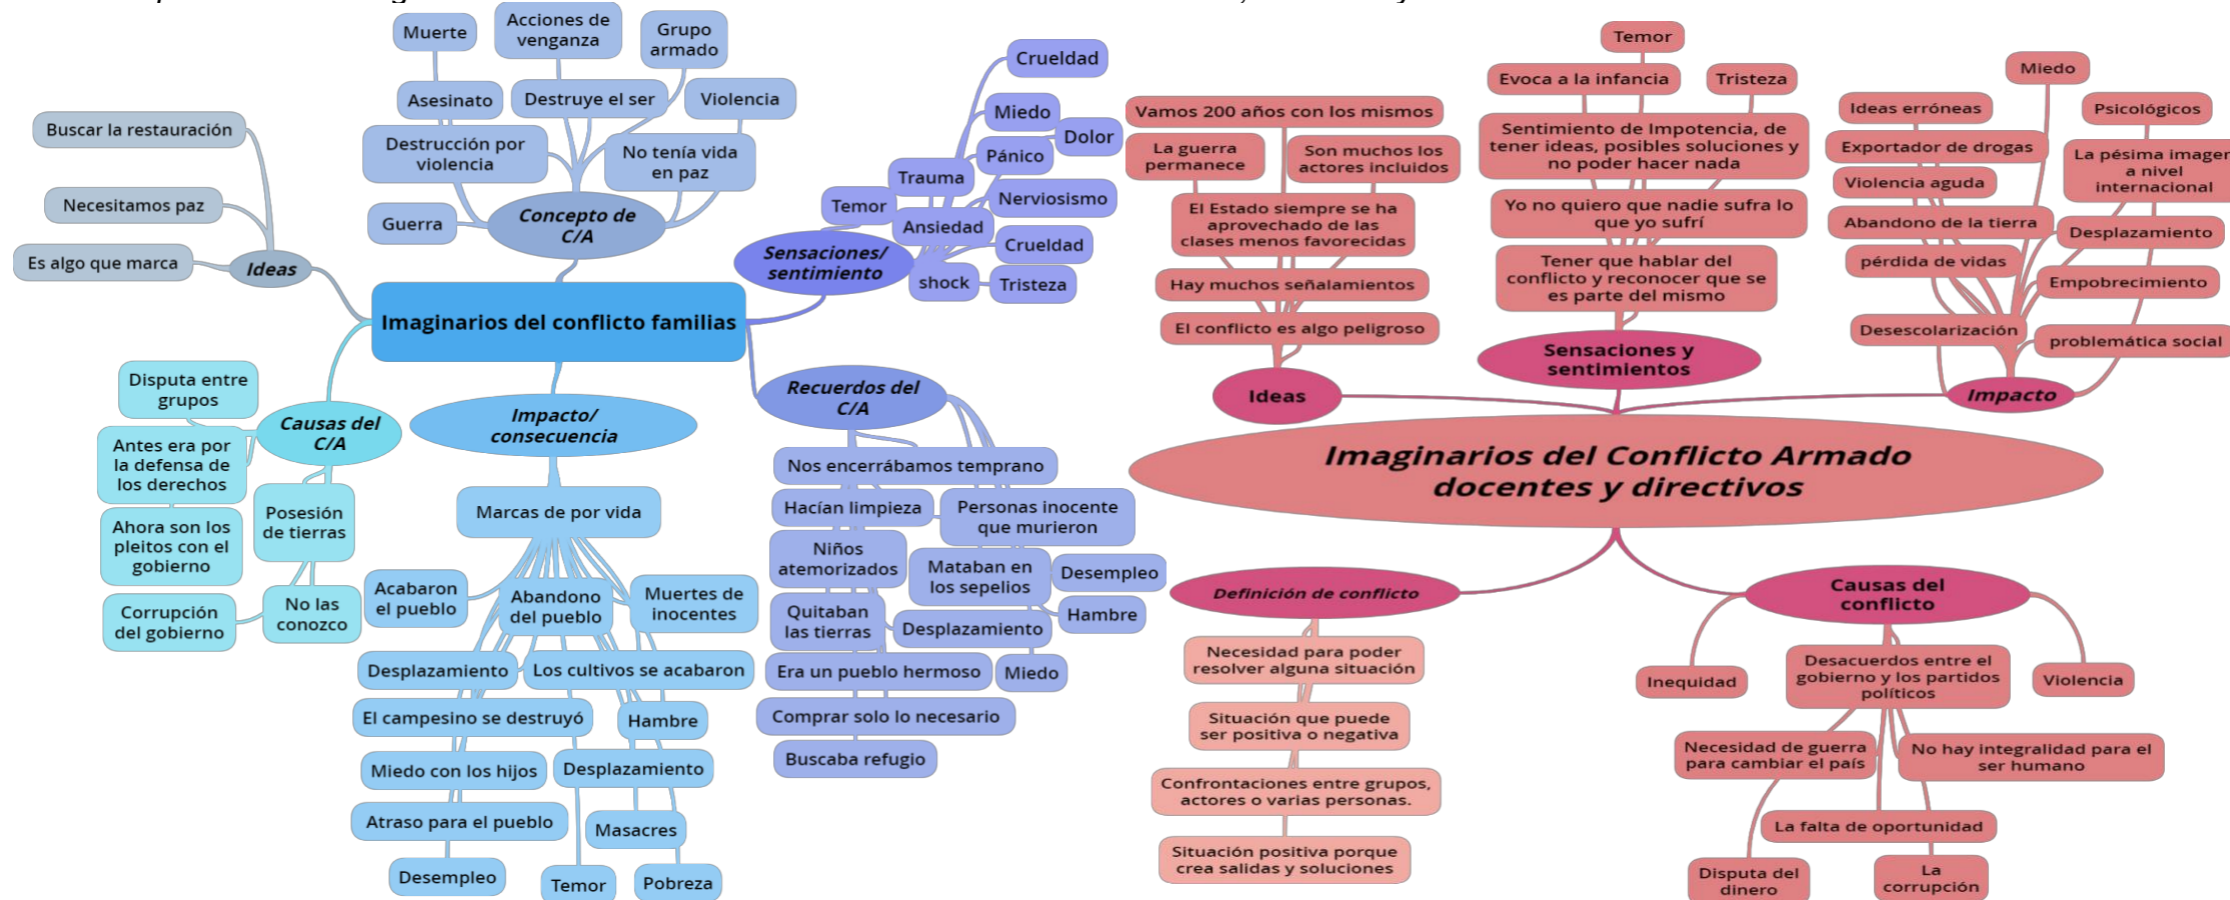 Muerte
Acciones de
venganza
Grupo
armado
Asesinato
Destruye el ser
Violencia
Destrucción por
violencia
No tenía vida
en paz
Guerra
Concepto de
C/A
Buscar la restauración
Necesitamos paz
Es algo que marca
Ideas
Crueldad
Miedo
Dolor
Pánico
Trauma
Nerviosismo
Temor
Ansiedad
Crueldad
shock
Tristeza
Sensaciones/
sentimiento
Imaginarios del conflicto familias
Disputa entre
grupos
Causas del
C/A
Antes era por
la defensa de
los derechos
Posesión
de tierras
Ahora son los
pleitos con el
gobierno
Corrupción
del gobierno
No las
conozco
Impacto/
consecuencia
Marcas de por vida
Acabaron
el pueblo
Abandono
del pueblo
Muertes de
inocentes
Desplazamiento
Los cultivos se acabaron
El campesino se destruyó
Hambre
Miedo con los hijos
Desplazamiento
Atraso para el pueblo
Masacres
Desempleo
Temor
Pobreza
Recuerdos del
C/A
Nos encerrábamos temprano
Hacían limpieza
Personas inocente
que murieron
Niños
atemorizados
Mataban en
los sepelios
Desempleo
Quitaban
las tierras
Desplazamiento
Hambre
Era un pueblo hermoso
Miedo
Comprar solo lo necesario
Buscaba refugio
Vamos 200 años con los mismos
La guerra
permanece
Son muchos los
actores incluidos
El Estado siempre se ha
aprovechado de las
clases menos favorecidas
Hay muchos señalamientos
El conflicto es algo peligroso
Ideas
Temor
Evoca a la infancia
Tristeza
Sentimiento de Impotencia, de
tener ideas, posibles soluciones y
no poder hacer nada
Yo no quiero que nadie sufra lo
que yo sufrí
Tener que hablar del
conflicto y reconocer que se
es parte del mismo
Sensaciones y
sentimientos
Miedo
Ideas erróneas
Psicológicos
Exportador de drogas
La pésima imagen
a nivel
internacional
Violencia aguda
Abandono de la tierra
Desplazamiento
pérdida de vidas
Empobrecimiento
Desescolarización
problemática social
Impacto
Imaginarios del Conflicto Armado
docentes y directivos
Definición de conflicto
Necesidad para poder
resolver alguna situación
Situación que puede
ser positiva o negativa
Confrontaciones entre grupos,
actores o varias personas.
Situación positiva porque
crea salidas y soluciones
Causas del
conflicto
Inequidad
Desacuerdos entre el
gobierno y los partidos
políticos
Violencia
Necesidad de guerra
para cambiar el país
No hay integralidad para el
ser humano
La falta de oportunidad
Disputa del
dinero
La
corrupción